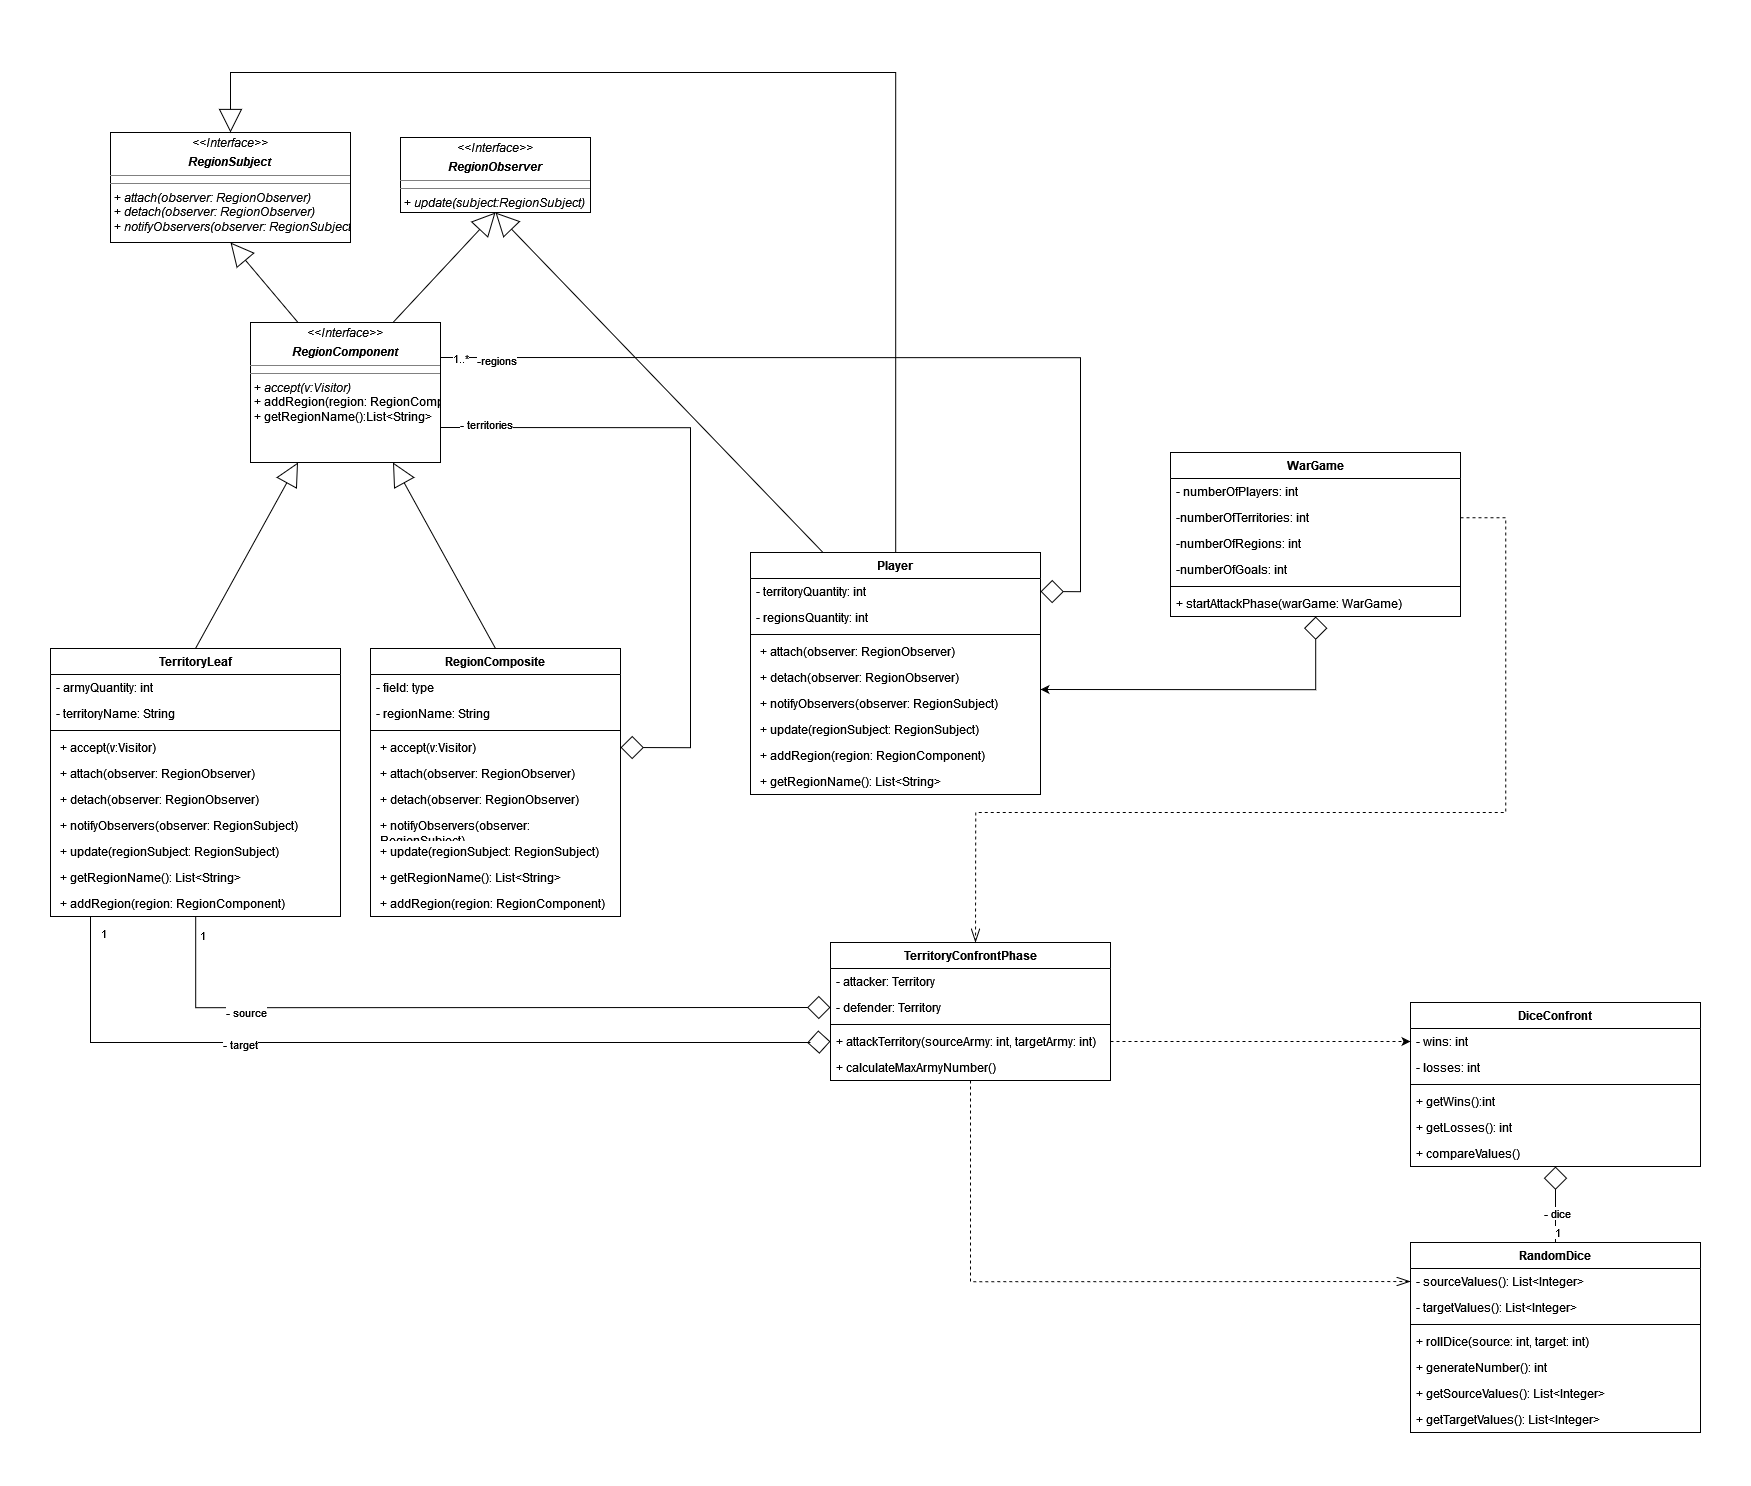 <<Interface>>
RegionSubject
+ attach(observer: RegionObserver)
+ detach(observer: RegionObserver)
+ notifyObservers(observer: RegionSubject
<<Interface>>
RegionObserver
+ update(subject:RegionSubject)
<<Interface>>
RegionComponent
+ accept(v:Visitor)
+ addRegion(region: RegionComp
+ getRegionName():List<String>
1..*
-regions
- territories
WarGame
- numberOfPlayers: int
-numberOfTerritories: int
-numberOfRegions: int
-numberOfGoals: int
+ startAttackPhase(warGame: WarGame)
Player
- territoryQuantity: int
- regionsQuantity: int
+ attach(observer: RegionObserver)
+ detach(observer: RegionObserver)
+ notifyObservers(observer: RegionSubject)
+ update(regionSubject: RegionSubject)
+ addRegion(region: RegionComponent)
+ getRegionName(): List<String>
TerritoryLeaf
- armyQuantity: int
- territoryName: String
+ accept(v:Visitor)
+ attach(observer: RegionObserver)
+ detach(observer: RegionObserver)
+ notifyObservers(observer: RegionSubject)
+ update(regionSubject: RegionSubject)
+ getRegionName(): List<String>
+ addRegion(region: RegionComponent)
RegionComposite
- field: type
- regionName: String
+ accept(v:Visitor)
+ attach(observer: RegionObserver)
+ detach(observer: RegionObserver)
+ notifyObservers(observer:
RegionSubject)
+ update(regionSubject: RegionSubject)
+ getRegionName(): List<String>
+ addRegion(region: RegionComponent)
1
1
- source
- target
TerritoryConfrontPhase
- attacker: Territory
- defender: Territory
+ attackTerritory(sourceArmy: int, targetArmy: int)
+ calculateMaxArmyNumber()
DiceConfront
- wins: int
- losses: int
+ getWins():int
+ getLosses(): int
+ compareValues()
- dice
1
RandomDice
- sourceValues(): List<Integer>
- targetValues(): List<Integer>
+ rollDice(source: int, target: int)
+ generateNumber(): int
+ getSourceValues(): List<Integer>
+ getTargetValues(): List<Integer>